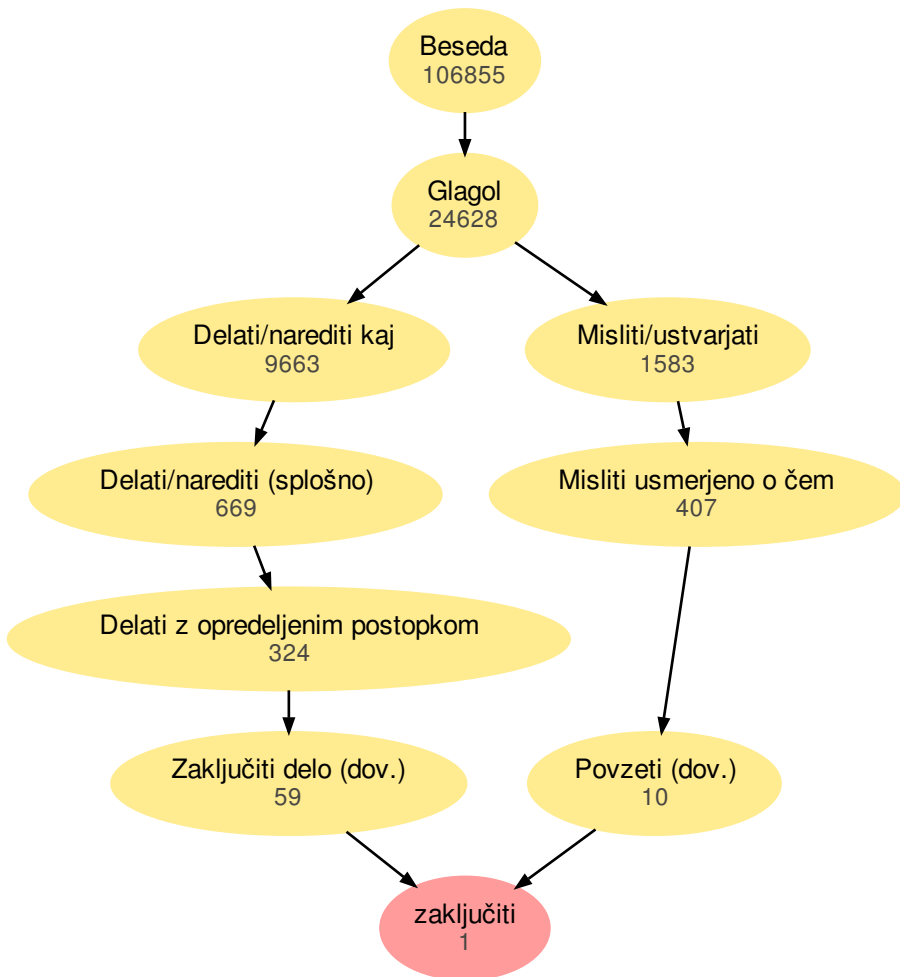 Beseda
106855
Glagol
24628
Delati/narediti kaj
9663
Misliti/ustvarjati
1583
Delati/narediti (splošno)
669
Misliti usmerjeno o čem
407
Delati z opredeljenim postopkom
324
Zaključiti delo (dov.)
59
Povzeti (dov.)
10
zaključiti
1